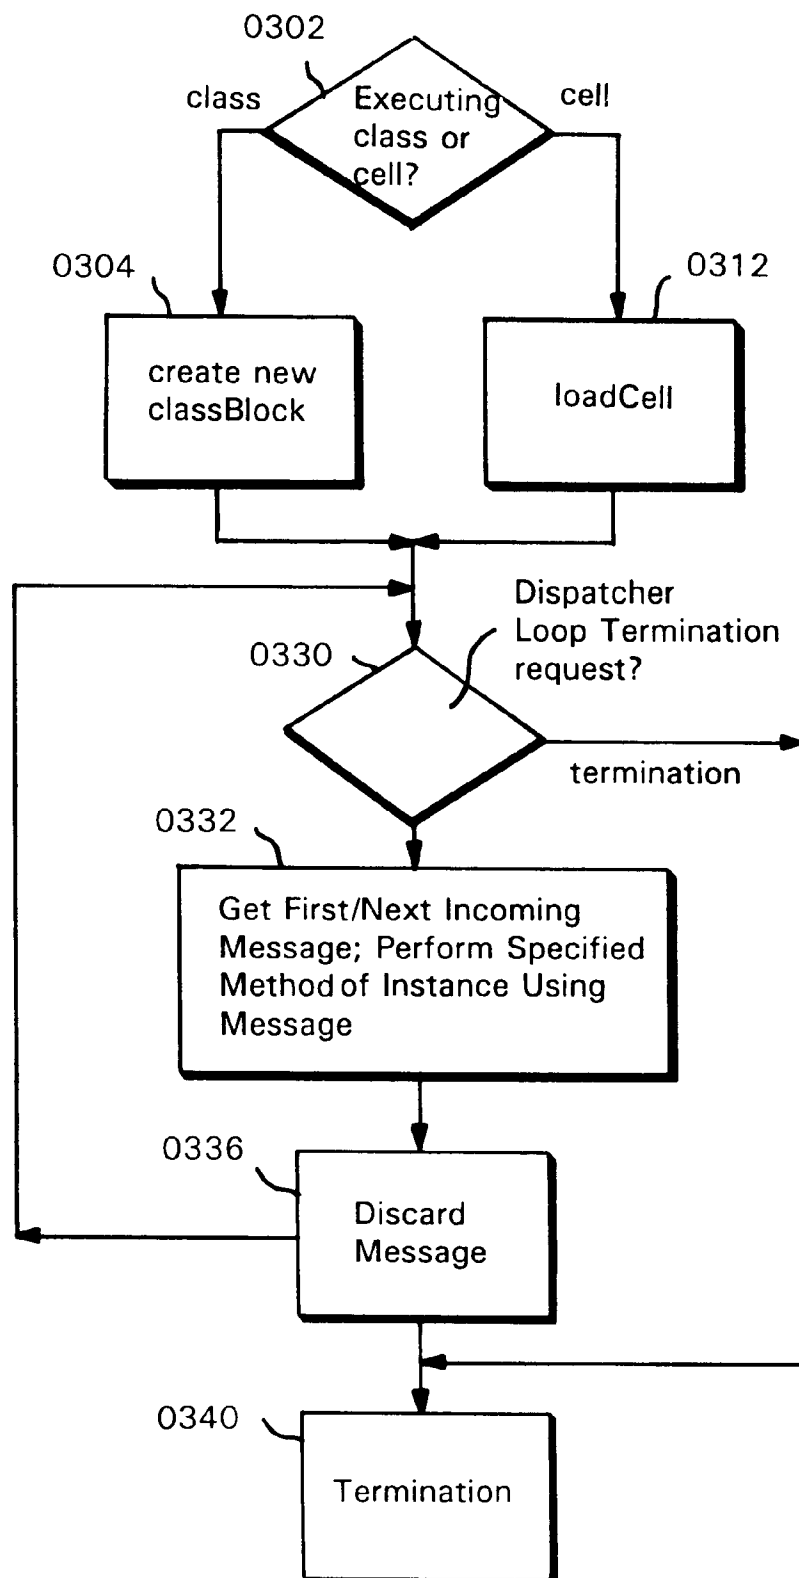 0302
class
Executing
class or
cell?
cell
0304
0312
create new
classBlock
loadCell
Dispatcher
Loop Termination
request?
0330
termination
0332
Get First/Next Incoming
Message; Perform Specified
Method of Instance Using
Message
0336
Discard
Message
0340
Termination